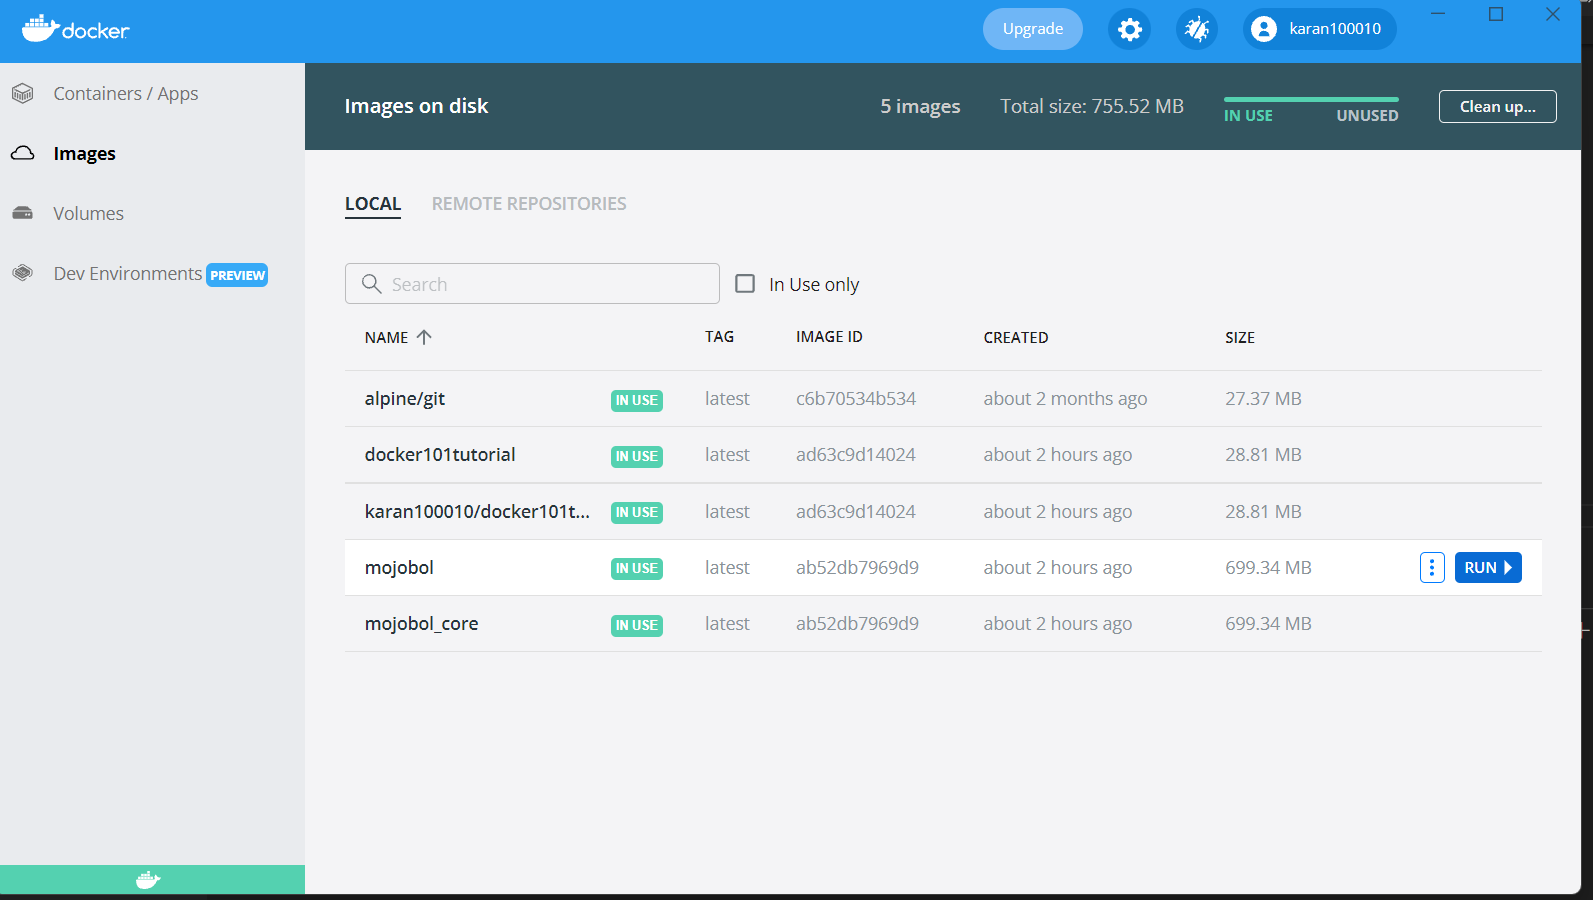 docker
Upgrade
karan100010
Containers / Apps
Images
Volumes
Dev Environments PREVIEW
Images on disk
5 images
Total size: 755.52 MB
IN USE
UNUSED
Clean up...
LOCAL
REMOTE REPOSITORIES
Search
In Use only
NAME TAG IMAGE ID CREATED SIZE
alpine/git IN USE latest c6b70534b534 about 2 months ago 27.37 MB
docker101tutorial IN USE latest ad63c9d14024 about 2 hours ago 28.81 MB
karan100010/docker101t... IN USE latest ad63c9d14024 about 2 hours ago 28.81 MB
mojobol IN USE latest ab52db7969d9 about 2 hours ago 699.34 MB RUN
mojobol_core IN USE latest ab52db7969d9 about 2 hours ago 699.34 MB